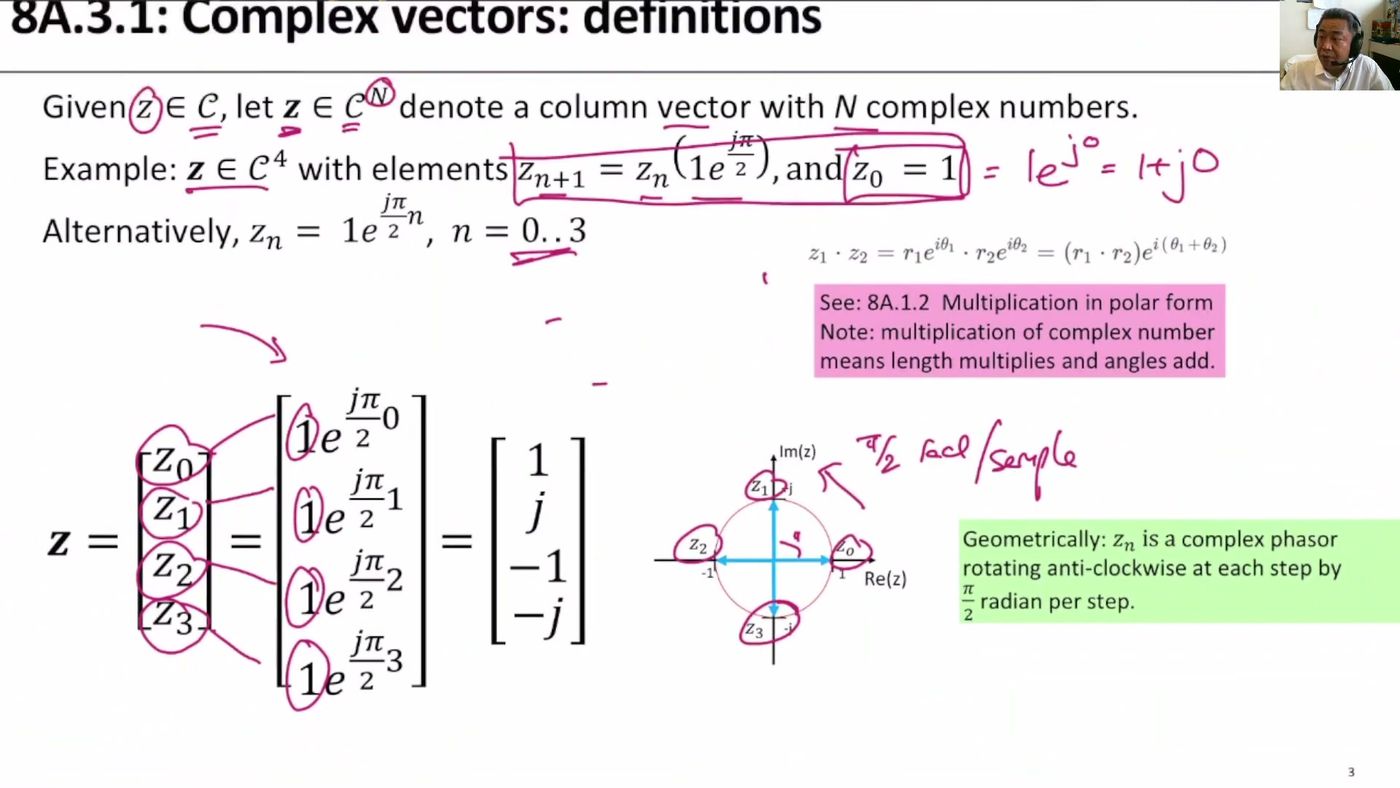 8A.3.1: Complex vectors: definitions
Given z ∈ C, let z ∈ C^N denote a column vector with N complex numbers.
Example: z ∈ C^4 with elements z_{n+1} = z_n (1e^{jπ/2}), and z_0 = 1 = 1e^{j0} = 1+j0
Alternatively, z_n = 1e^{jπ/2 n}, n = 0..3
z_1 · z_2 = r_1e^{iθ_1} · r_2e^{iθ_2} = (r_1 · r_2)e^{i(θ_1+θ_2)}
See: 8A.1.2 Multiplication in polar form
Note: multiplication of complex number
means length multiplies and angles add.
z = [z_0 z_1 z_2 z_3] = [1e^{jπ/2 0} 1e^{jπ/2 1} 1e^{jπ/2 2} 1e^{jπ/2 3}] = [1 j −1 −j]
Im(z)
π/2 rad/sample
z_1 j
z_2 z_0
-1 1 Re(z)
z_3 -j
Geometrically: z_n is a complex phasor
rotating anti-clockwise at each step by
π/2 radian per step.
3